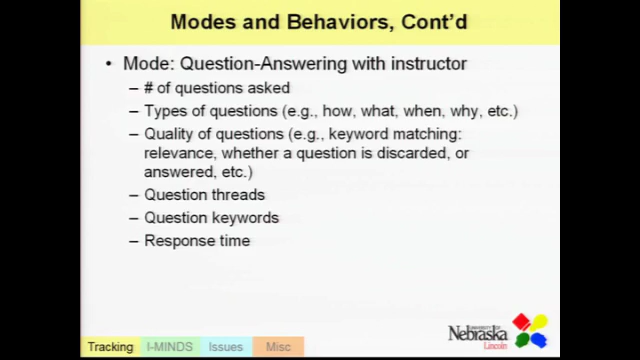 Modes and Behaviors, Cont'd
• Mode: Question-Answering with instructor
– # of questions asked
– Types of questions (e.g., how, what, when, why, etc.)
– Quality of questions (e.g., keyword matching:
relevance, whether a question is discarded, or
answered, etc.)
– Question threads
– Question keywords
– Response time
UNIVERSITY OF
Nebraska
Lincoln
Tracking I-MINDS Issues Misc